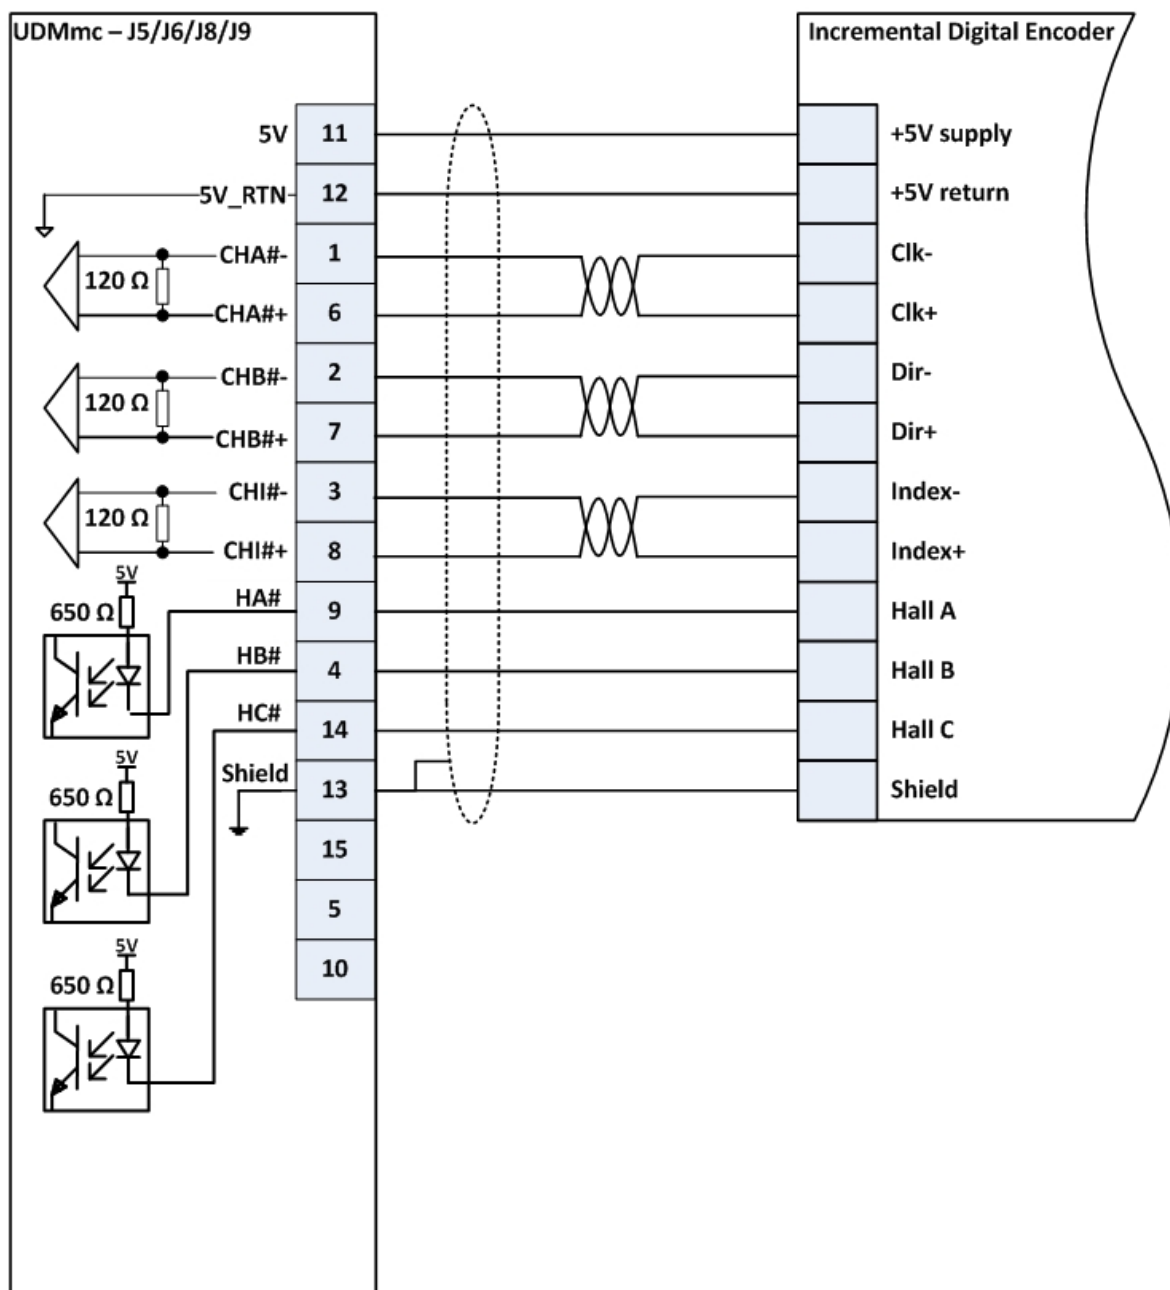 UDMmc – J5/J6/J8/J9
Incremental Digital Encoder
5V 11 +5V supply
5V_RTN 12 +5V return
CHA#- 1 Clk-
120 Ω
CHA#+ 6 Clk+
CHB#- 2 Dir-
120 Ω
CHB#+ 7 Dir+
CHI#- 3 Index-
120 Ω
CHI#+ 8 Index+
5V
HA# 9 Hall A
650 Ω
HB# 4 Hall B
HC# 14 Hall C
5V
Shield 13 Shield
650 Ω
15
5
5V
10
650 Ω